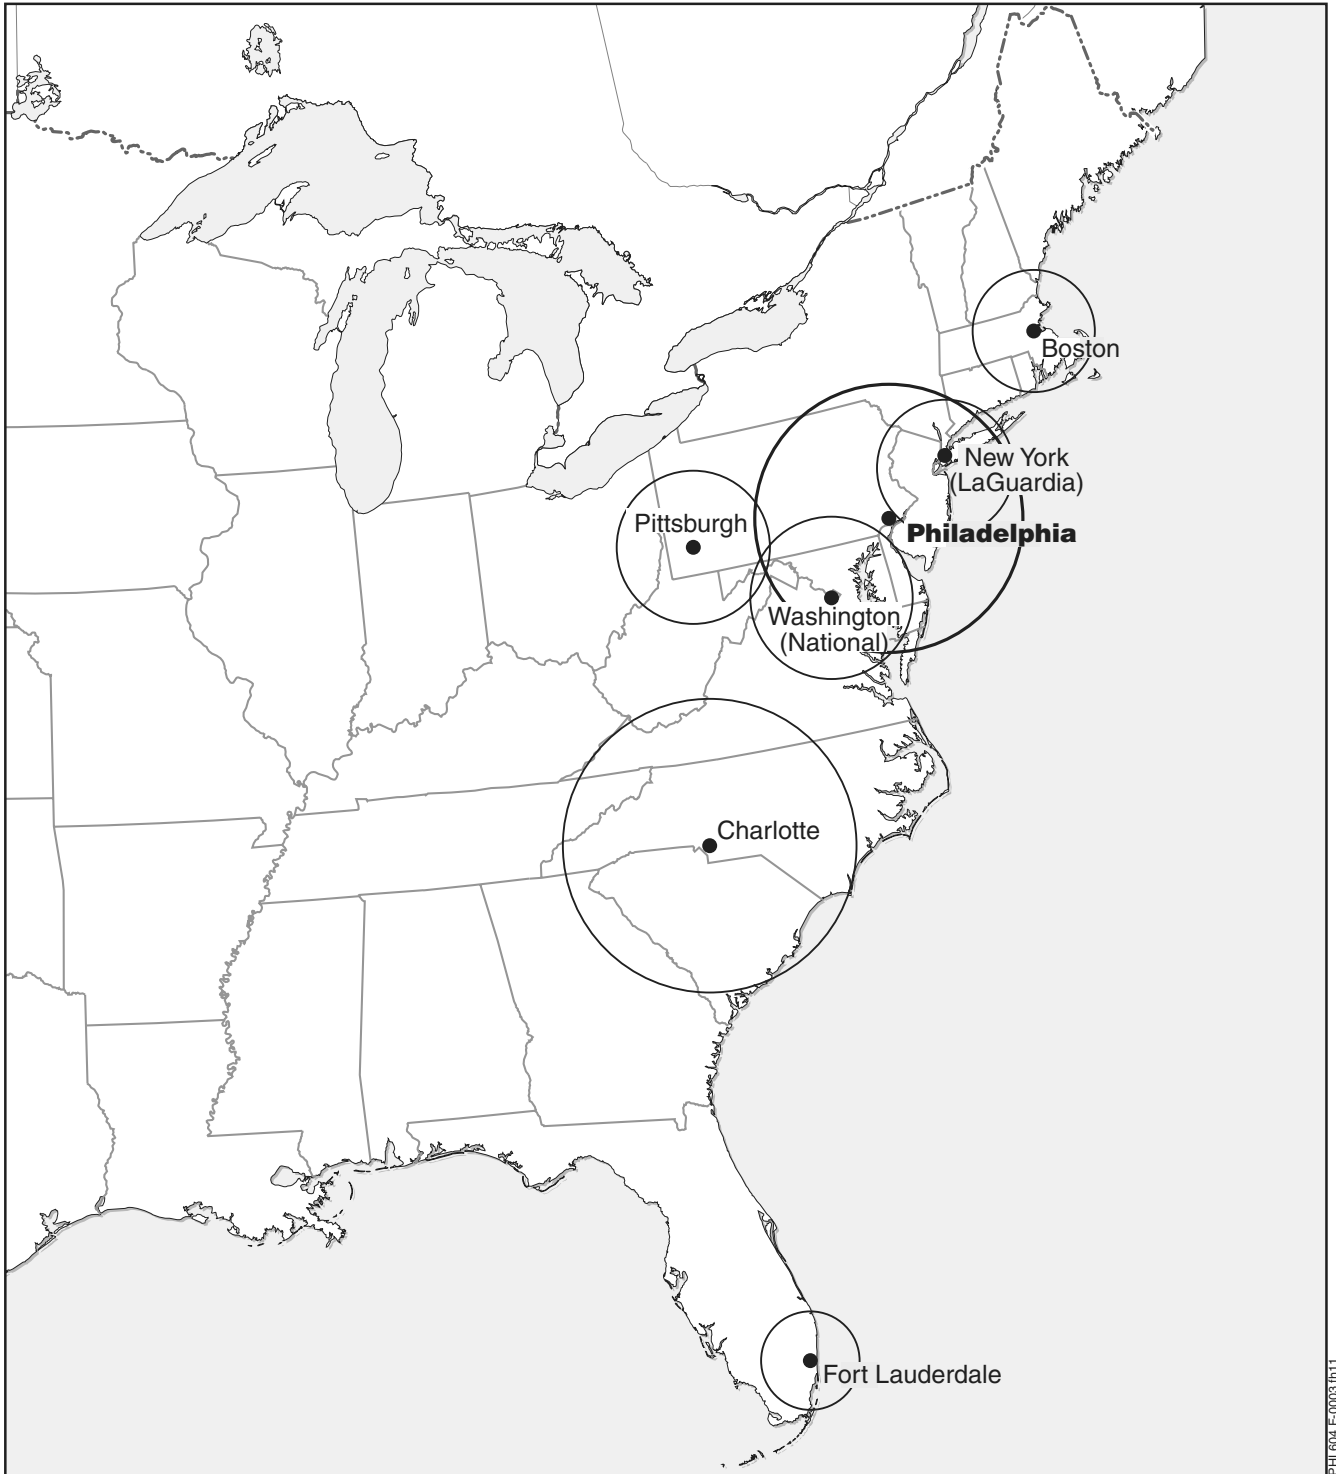 Boston
New York
(LaGuardia)
Pittsburgh
Philadelphia
Washington
(National)
Charlotte
Fort Lauderdale
PHL604 F-0003.fh11